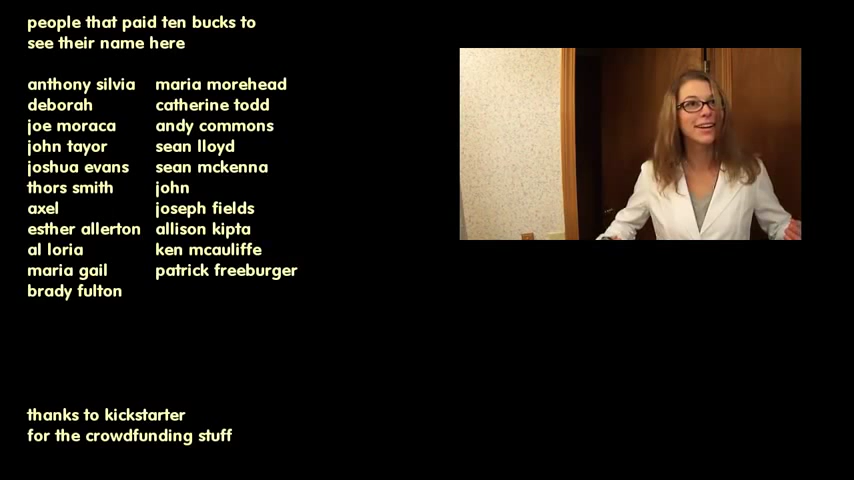 people that paid ten bucks to
see their name here
anthony silvia
deborah
joe moraca
john tayor
joshua evans
thors smith
axel
esther allerton
al loria
maria gail
brady fulton
maria morehead
catherine todd
andy commons
sean lloyd
sean mckenna
john
joseph fields
allison kipta
ken mcauliffe
patrick freeburger
thanks to kickstarter
for the crowdfunding stuff